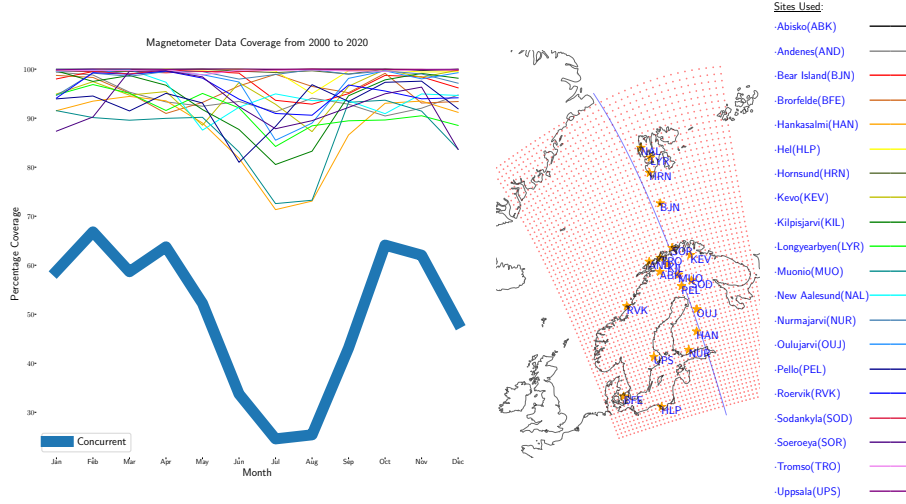 Magnetometer Data Coverage from 2000 to 2020
Percentage Coverage
100
90
80
70
60
50
40
30
Jan
Feb
Mar
Apr
May
Jun
Jul
Aug
Sep
Oct
Nov
Dec
Month
Concurrent
NAL
LYR
HRN
BJN
SOR
KEV
TRO
AND
KIL
ABK
MUO
SOD
PEL
RVK
OUJ
HAN
NUR
UPS
BFE
HLP
Sites Used:
·Abisko(ABK)
·Andenes(AND)
·Bear Island(BJN)
·Brorfelde(BFE)
·Hankasalmi(HAN)
·Hel(HLP)
·Hornsund(HRN)
·Kevo(KEV)
·Kilpisjarvi(KIL)
·Longyearbyen(LYR)
·Muonio(MUO)
·New Aalesund(NAL)
·Nurmajarvi(NUR)
·Oulujarvi(OUJ)
·Pello(PEL)
·Roervik(RVK)
·Sodankyla(SOD)
·Soeroeya(SOR)
·Tromso(TRO)
·Uppsala(UPS)